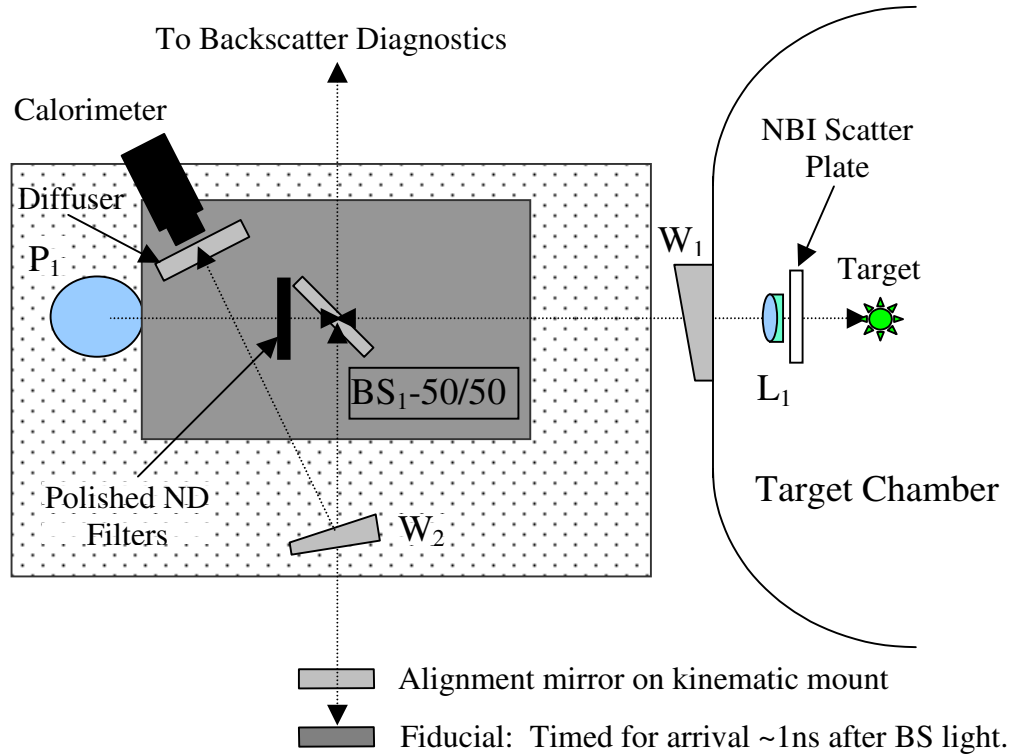 To Backscatter Diagnostics
Calorimeter
NBI Scatter
Plate
Diffuser
P1
W1
Target
BS1-50/50
L1
Polished ND
Filters
W2
Target Chamber
Alignment mirror on kinematic mount
Fiducial: Timed for arrival ~1ns after BS light.